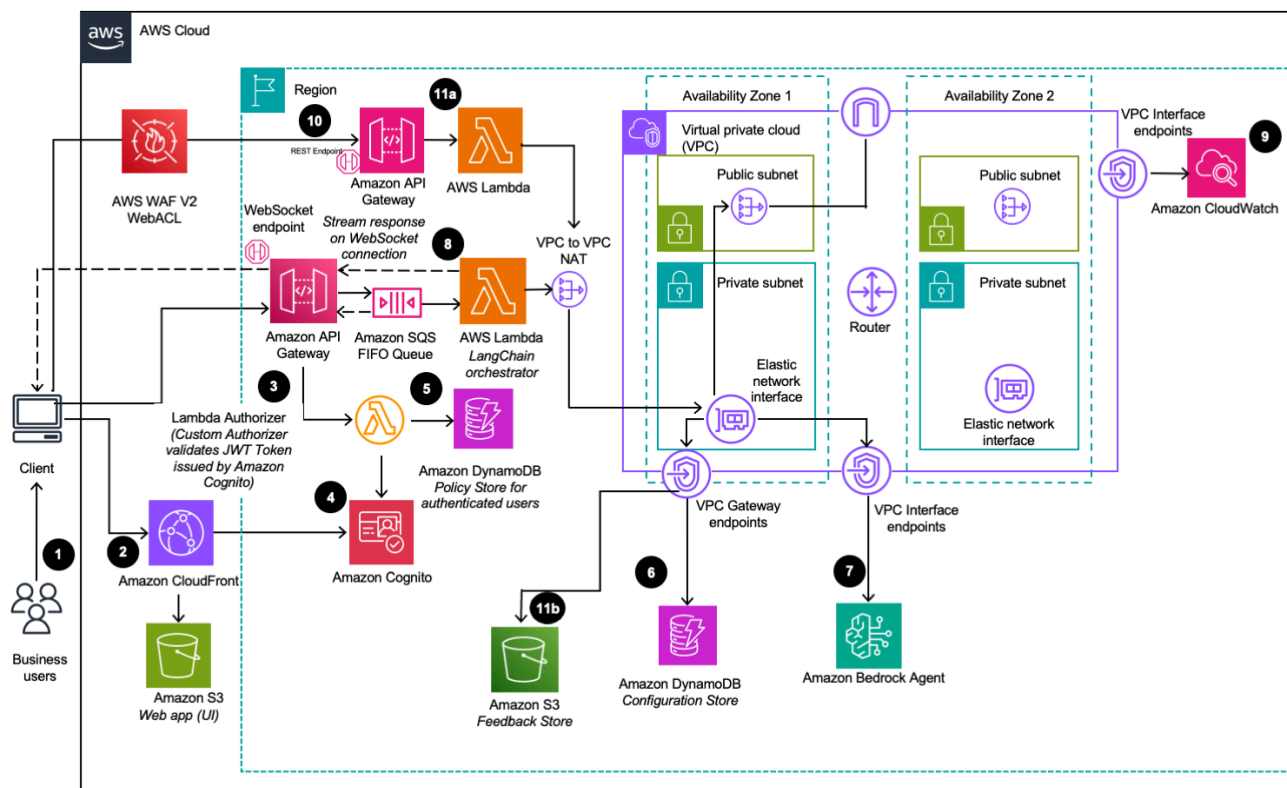 aws
AWS Cloud
Region
10
11a
REST Endpoint
AWS WAF V2
WebACL
Amazon API
Gateway
AWS Lambda
Availability Zone 1
Virtual private cloud
(VPC)
Public subnet
Availability Zone 2
Public subnet
VPC Interface
endpoints
9
Amazon CloudWatch
WebSocket
endpoint
Stream response
on WebSocket
connection
8
VPC to VPC
NAT
Amazon API
Gateway
Amazon SQS
FIFO Queue
AWS Lambda
LangChain
orchestrator
Private subnet
Elastic
network
interface
Router
Private subnet
Elastic network
interface
3
5
Lambda Authorizer
(Custom Authorizer
validates JWT Token
issued by Amazon
Cognito)
Amazon DynamoDB
Policy Store for
authenticated users
Client
4
Amazon Cognito
VPC Gateway
endpoints
VPC Interface
endpoints
1
2
Amazon CloudFront
Business
users
Amazon S3
Web app (UI)
11b
Amazon S3
Feedback Store
6
Amazon DynamoDB
Configuration Store
7
Amazon Bedrock Agent